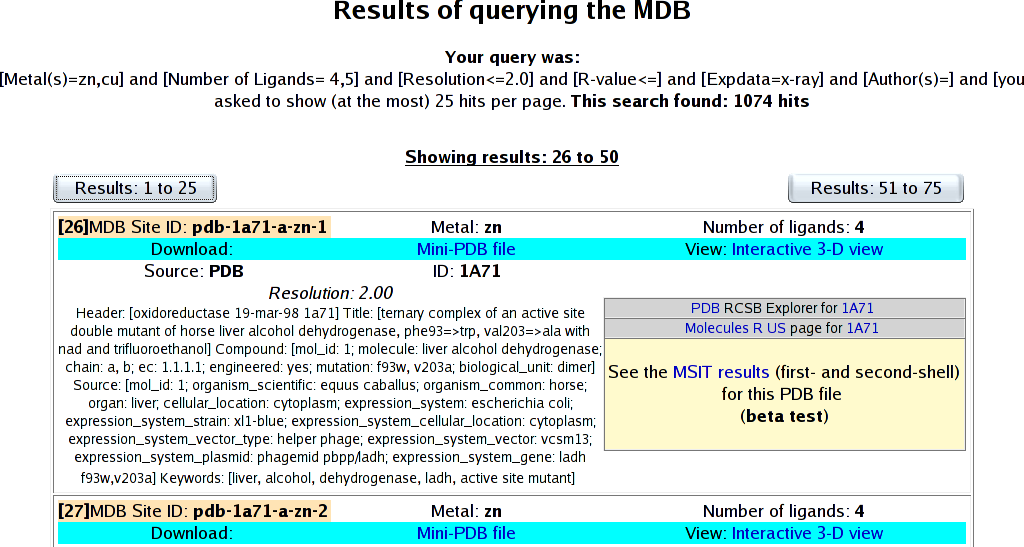 Results of querying the MDB
Your query was:
[Metal(s)=zn,cu] and [Number of Ligands= 4,5] and [Resolution<=2.0] and [R-value<=] and [Expdata=x-ray] and [Author(s)=] and [you
asked to show (at the most) 25 hits per page. This search found: 1074 hits
Showing results: 26 to 50
Results: 1 to 25 Results: 51 to 75
[26]MDB Site ID: pdb-1a71-a-zn-1 Metal: zn Number of ligands: 4
Download: Mini-PDB file View: Interactive 3-D view
Source: PDB ID: 1A71
Resolution: 2.00
Header: [oxidoreductase 19-mar-98 1a71] Title: [ternary complex of an active site
double mutant of horse liver alcohol dehydrogenase, phe93=>trp, val203=>ala with
nad and trifluoroethanol] Compound: [mol_id: 1; molecule: liver alcohol dehydrogenase;
chain: a, b; ec: 1.1.1.1; engineered: yes; mutation: f93w, v203a; biological_unit: dimer]
Source: [mol_id: 1; organism_scientific: equus caballus; organism_common: horse;
organ: liver; cellular_location: cytoplasm; expression_system: escherichia coli;
expression_system_strain: xl1-blue; expression_system_cellular_location: cytoplasm;
expression_system_vector_type: helper phage; expression_system_vector: vcsm13;
expression_system_plasmid: phagemid pbpp/ladh; expression_system_gene: ladh
f93w,v203a] Keywords: [liver, alcohol, dehydrogenase, ladh, active site mutant]
PDB RCSB Explorer for 1A71
Molecules R US page for 1A71
See the MSIT results (first- and second-shell)
for this PDB file
(beta test)
[27]MDB Site ID: pdb-1a71-a-zn-2 Metal: zn Number of ligands: 4
Download: Mini-PDB file View: Interactive 3-D view